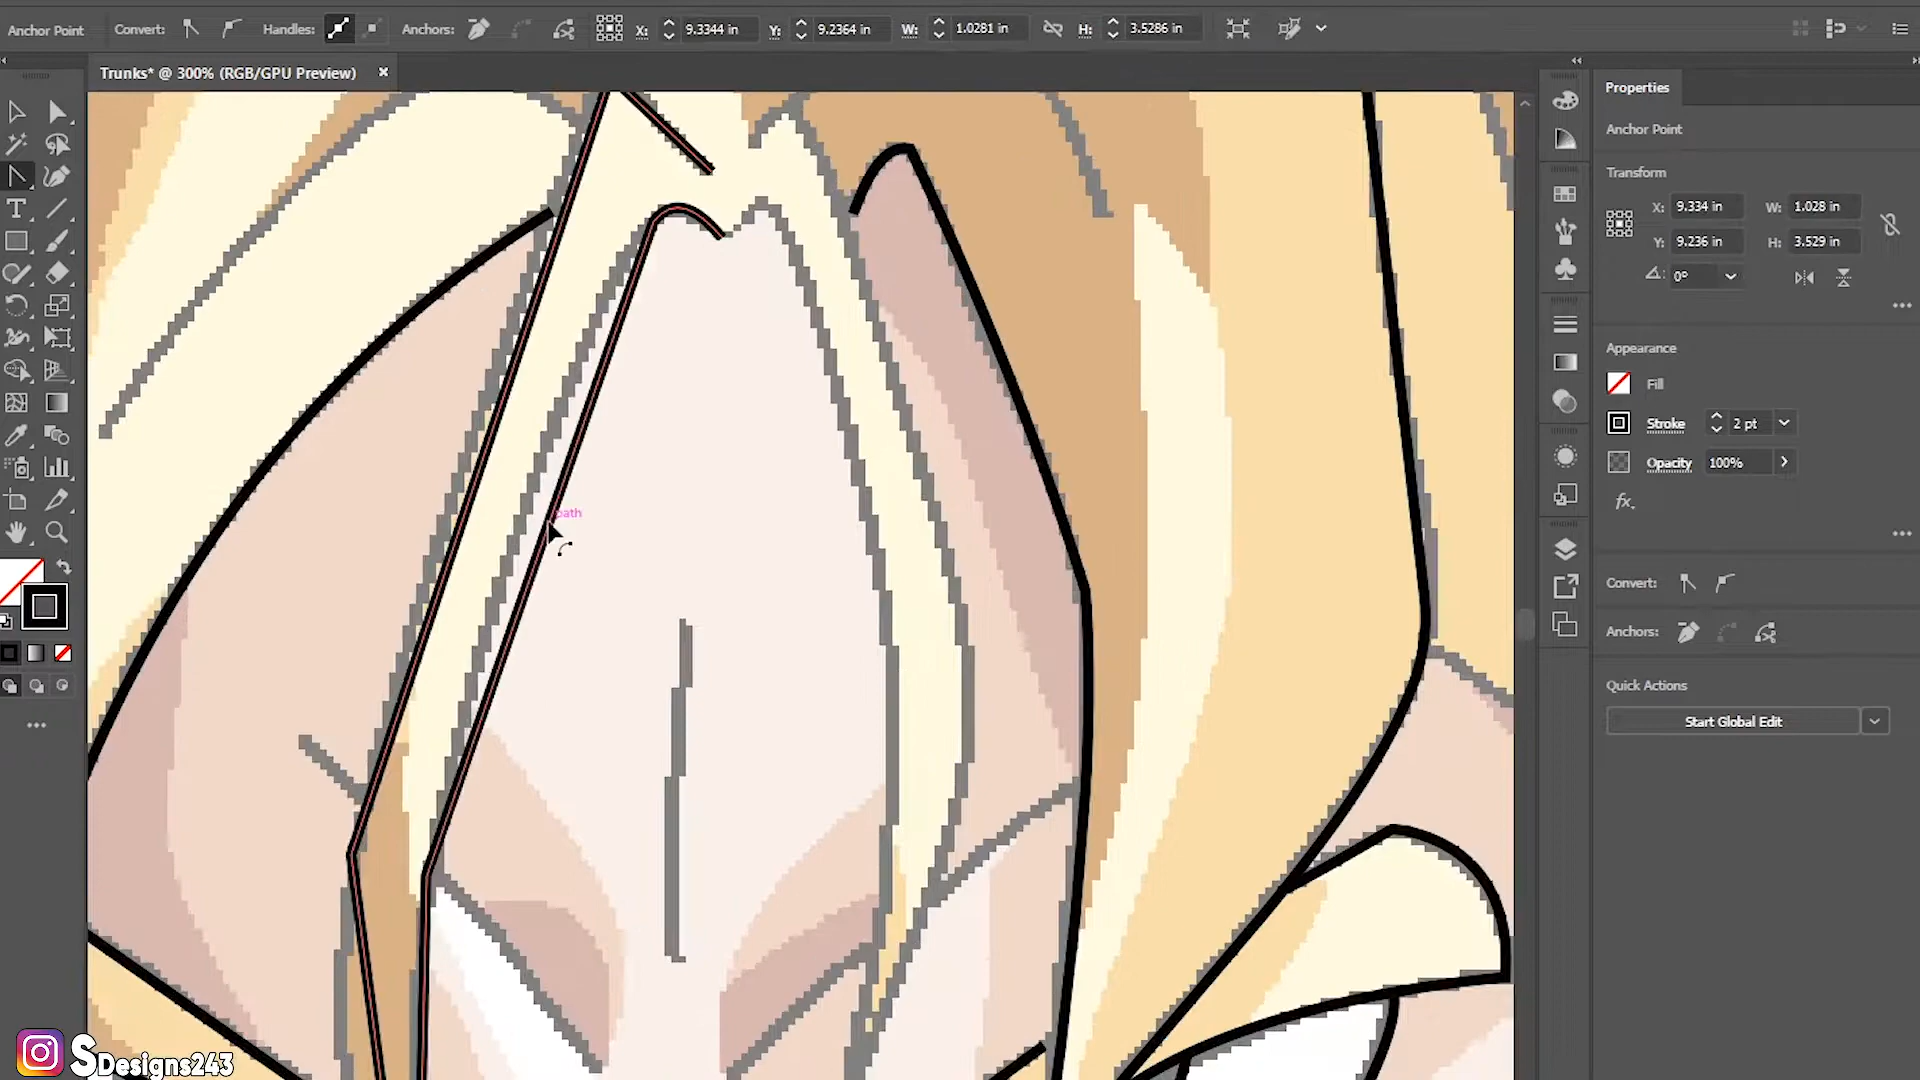 Anchor Point
Convert:
Handles:
Anchors:
X: 9.3344 in
Y: 9.2364 in
W: 1.0281 in
H: 3.5286 in
Trunks* @ 300% (RGB/GPU Preview)
Properties
Anchor Point
Transform
X: 9.334 in
W: 1.028 in
Y: 9.236 in
H: 3.529 in
0°
Appearance
Fill
Stroke
2 pt
Opacity
100%
fx.
Convert:
Anchors:
Quick Actions
Start Global Edit
path
SDesigns243